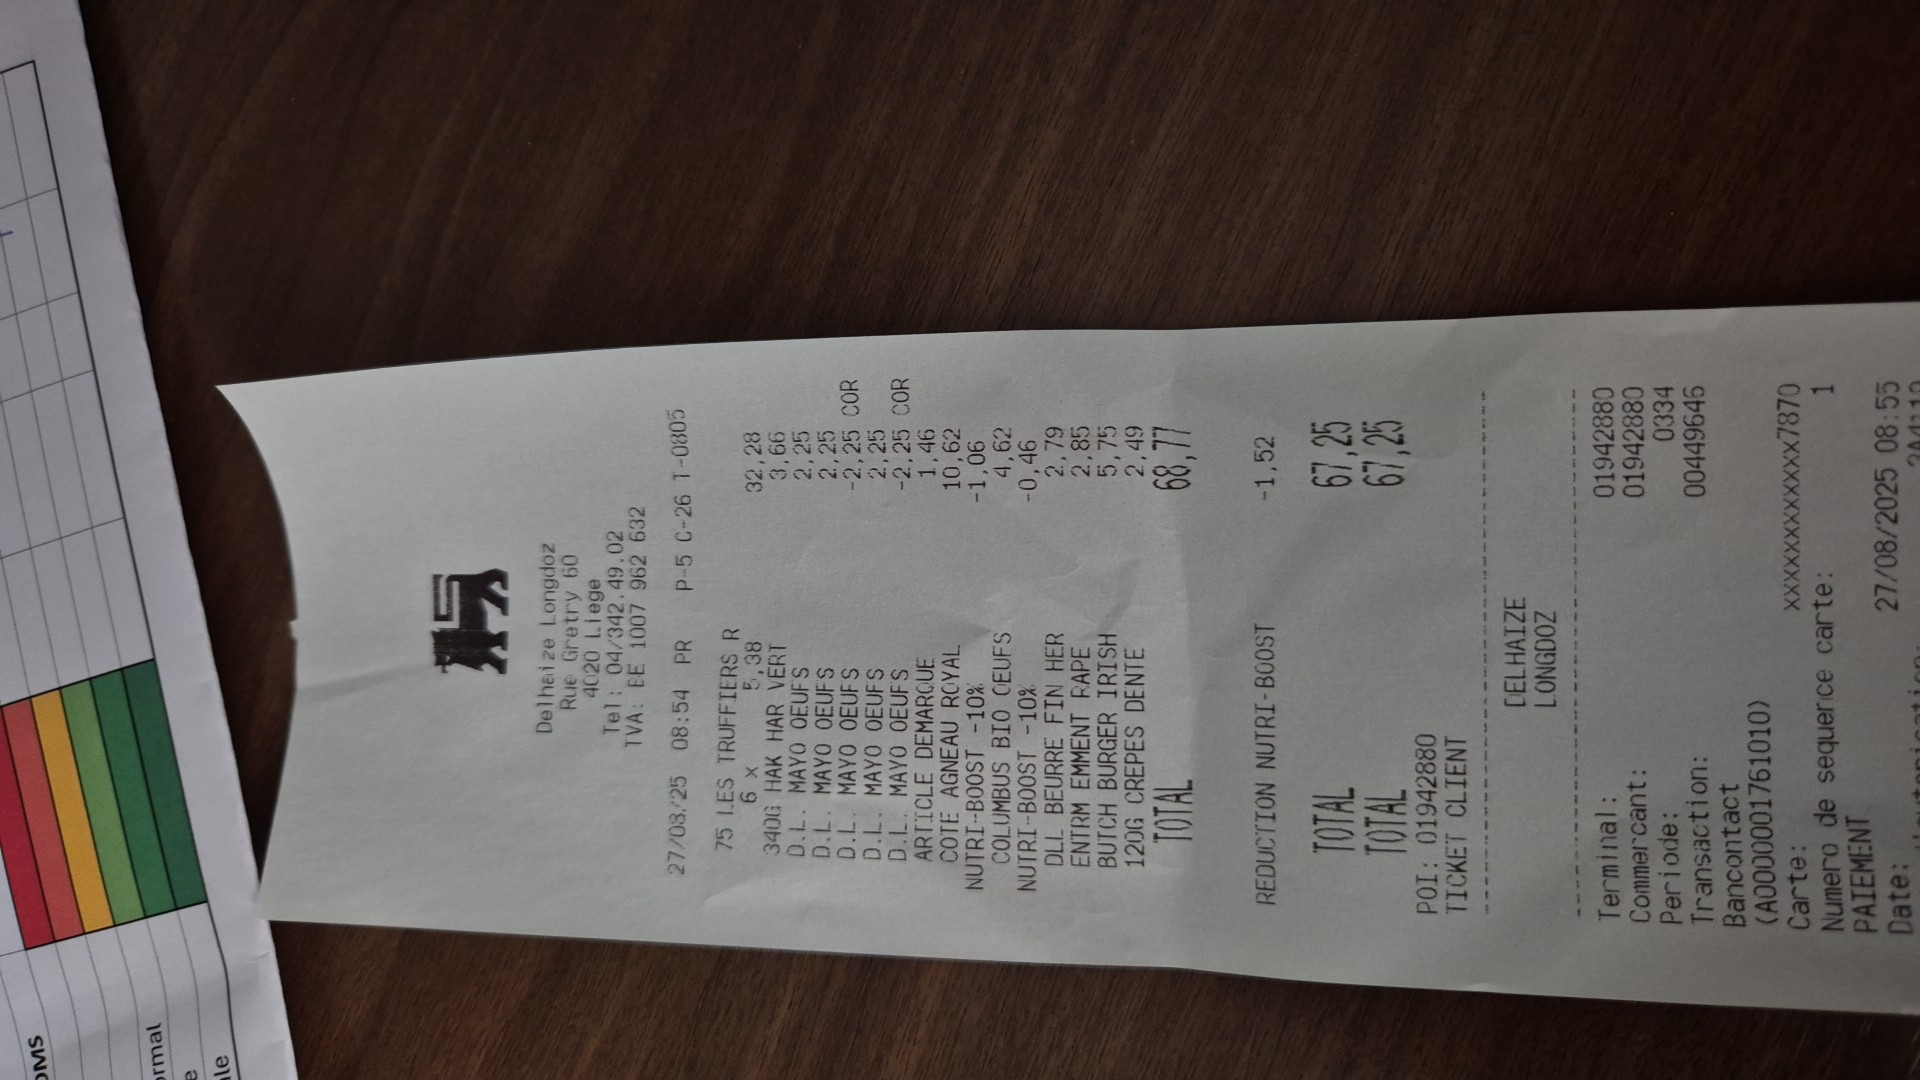 Delhaize Longdoz
Rue Gretry 60
4020 Liege
Tel : 04/342.49.02
TVA: BE 1007 962 632
27/08/25 08:54 PR P-5 C-26 T-0805
75 LES TRUFFIERS R
6 x 5,38 32,28
340G HAK HAR VERT 3,66
D.L. MAYO OEUFS 2,25
D.L. MAYO OEUFS 2,25
D.L. MAYO OEUFS -2,25 COR
D.L. MAYO OEUFS 2,25
D.L. MAYO OEUFS -2,25 COR
ARTICLE DEMARQUE 1,46
COTE AGNEAU ROYAL 10,62
NUTRI-BOOST -10% -1,06
COLUMBUS BIO OEUFS 4,62
NUTRI-BOOST -10% -0,46
DLL BEURRE FIN HER 2,79
ENTRM EMMENT RAPE 2,85
BUTCH BURGER IRISH 5,75
120G CREPES DENTE 2,49
TOTAL 68,77
REDUCTION NUTRI-BOOST -1,52
TOTAL 67,25
TOTAL 67,25
POI: 01942880
TICKET CLIENT
DELHAIZE
LONGDOZ
Terminal: 01942880
Commercant: 01942880
Periode: 0334
Transaction: 00449646
Bancontact
(A0000001761010)
Carte: xxxxxxxxxxxxx7870
Numero de sequence carte: 1
PAIEMENT
Date: 27/08/2025 08:55
OMS